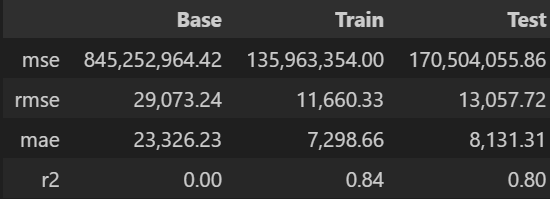 Base Train Test
mse 845,252,964.42 135,963,354.00 170,504,055.86
rmse 29,073.24 11,660.33 13,057.72
mae 23,326.23 7,298.66 8,131.31
r2 0.00 0.84 0.80